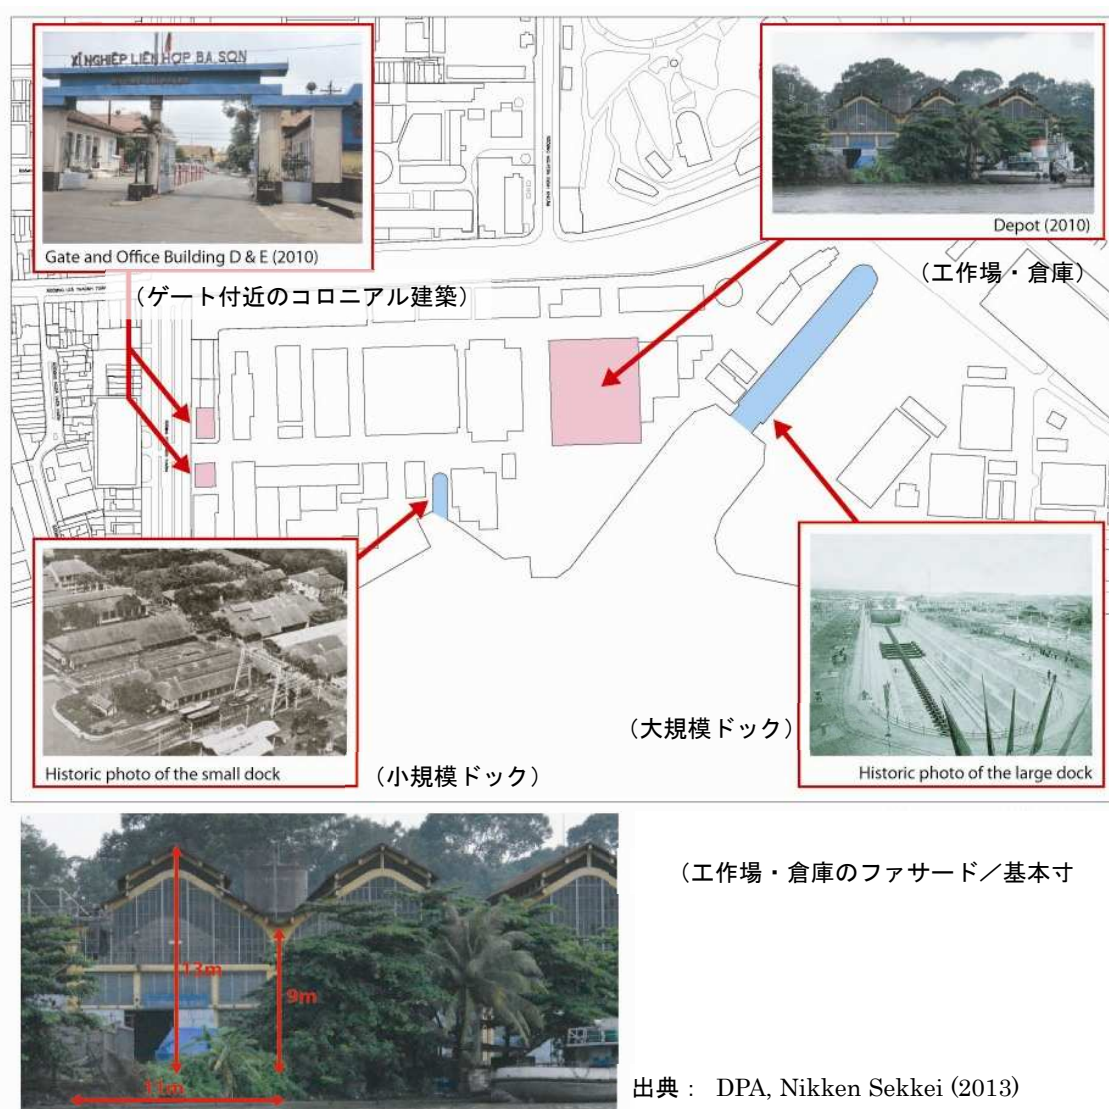 XÍ NGHIỆP LIÊN HỢP BA SON
Gate and Office Building D & E (2010)
（ゲート付近のコロニアル建築）
Depot (2010)
（工作場・倉庫）
Historic photo of the small dock
（小規模ドック）
（大規模ドック）
Historic photo of the large dock
（工作場・倉庫のファサード／基本寸
13m
9m
11m
出典： DPA, Nikken Sekkei (2013)